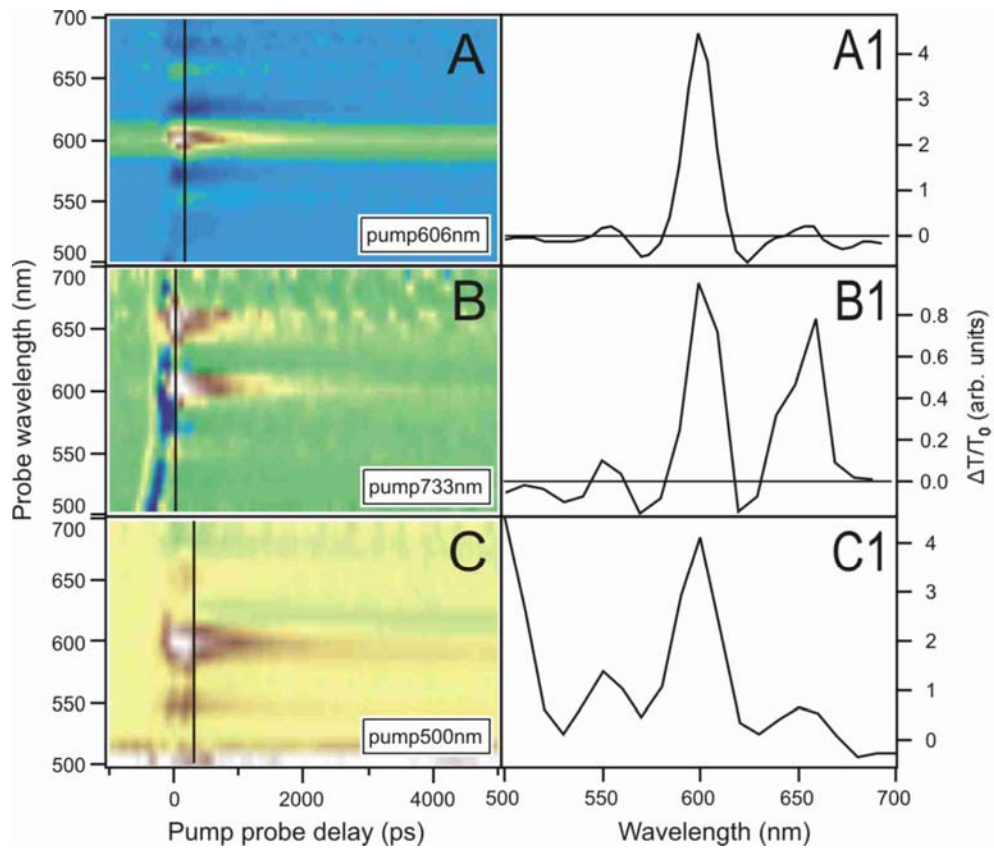 700
650
600
550
500
A
pump606nm
A1
4
3
2
1
0
700
650
600
550
500
B
pump733nm
B1
0.8
0.6
0.4
0.2
0.0
700
650
600
550
500
C
pump500nm
C1
4
3
2
1
0
Probe wavelength (nm)
ΔT/T₀ (arb. units)
0 2000 4000
Pump probe delay (ps)
500 550 600 650 700
Wavelength (nm)